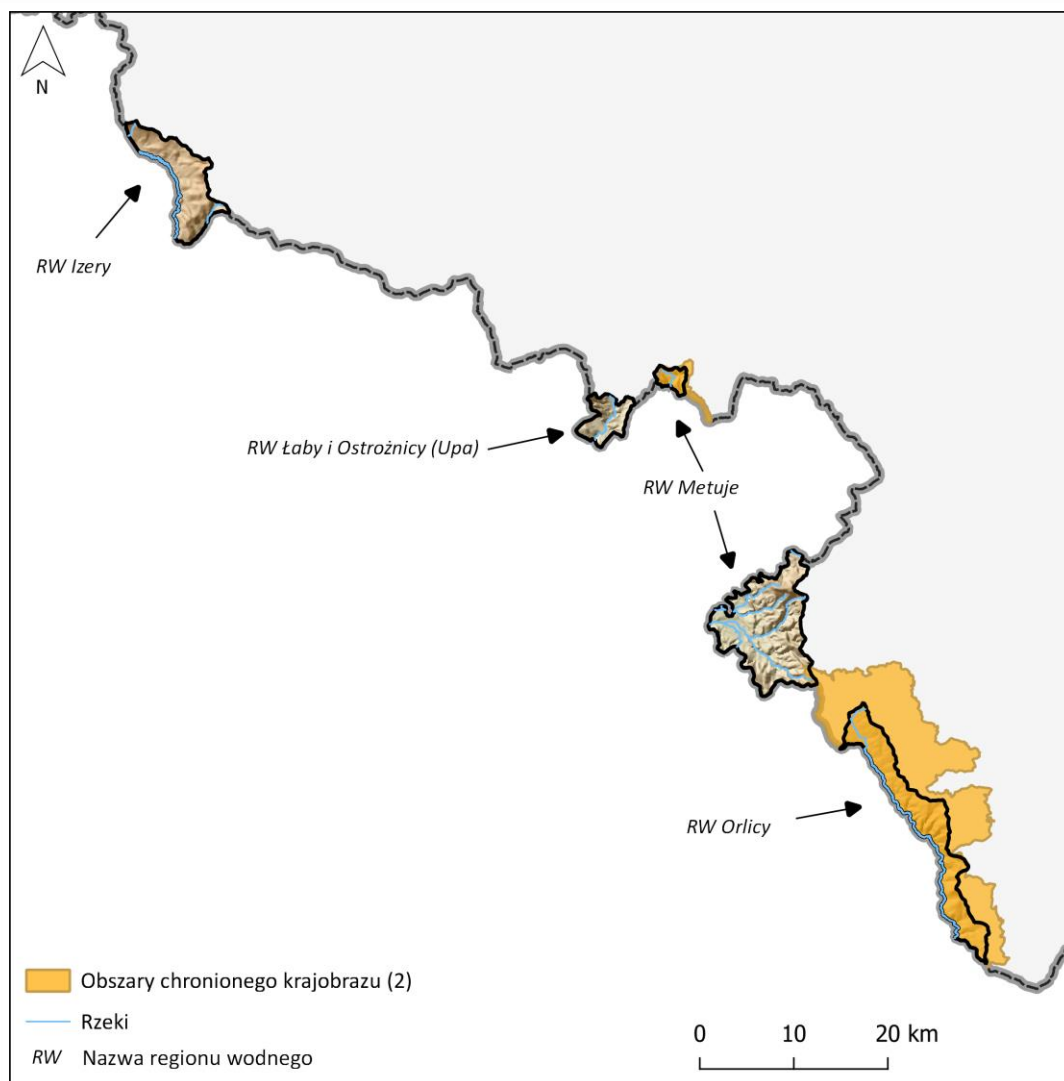 N
RW Izery
RW Łaby i Ostrożnicy (Upa)
RW Metuje
RW Orlicy
Obszary chronionego krajobrazu (2)
Rzeki
RW Nazwa regionu wodnego
0 10 20 km